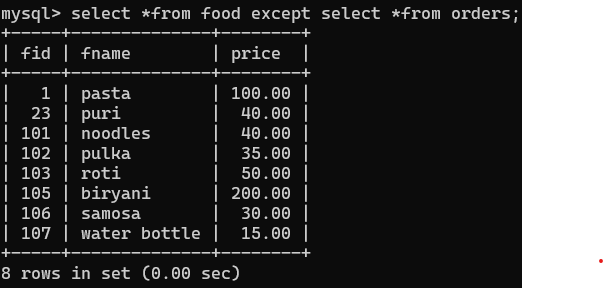 mysql> select *from food except select *from orders;
+-----+--------------+--------+
| fid | fname        | price  |
+-----+--------------+--------+
|   1 | pasta        | 100.00 |
|  23 | puri         |  40.00 |
| 101 | noodles      |  40.00 |
| 102 | pulka        |  35.00 |
| 103 | roti         |  50.00 |
| 105 | biryani      | 200.00 |
| 106 | samosa       |  30.00 |
| 107 | water bottle |  15.00 |
+-----+--------------+--------+
8 rows in set (0.00 sec)